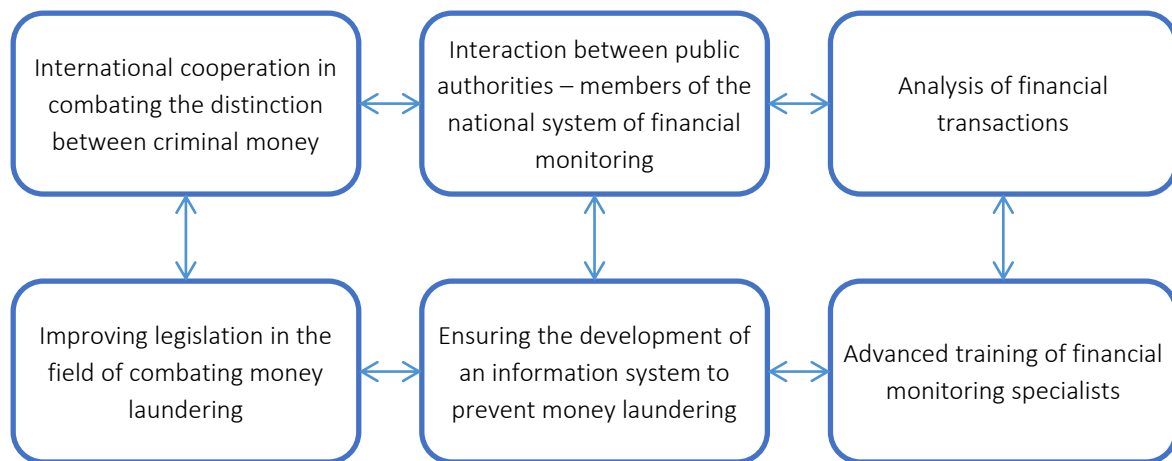 International cooperation in
combating the distinction
between criminal money
Interaction between public
authorities – members of the
national system of financial
monitoring
Analysis of financial
transactions
Improving legislation in the
field of combating money
laundering
Ensuring the development of
an information system to
prevent money laundering
Advanced training of financial
monitoring specialists